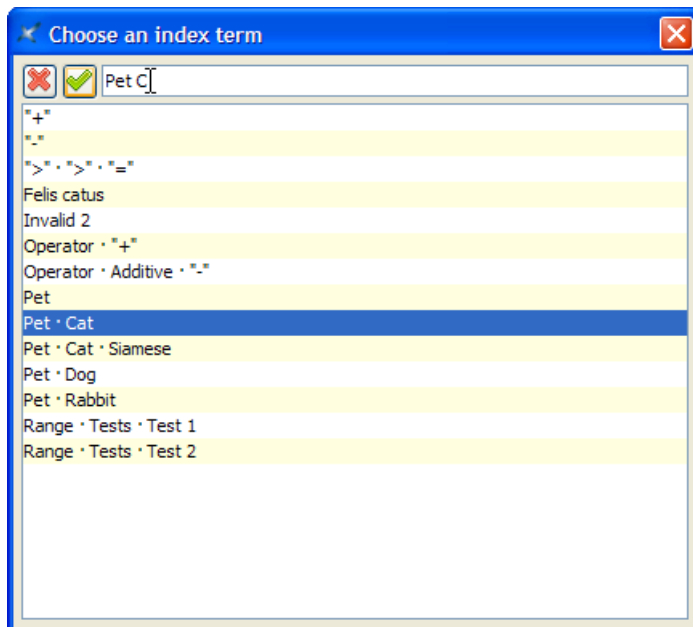 Choose an index term
Pet C
"+"
"-"
">" · ">" · "="
Felis catus
Invalid 2
Operator · "+"
Operator · Additive · "-"
Pet
Pet · Cat
Pet · Cat · Siamese
Pet · Dog
Pet · Rabbit
Range · Tests · Test 1
Range · Tests · Test 2